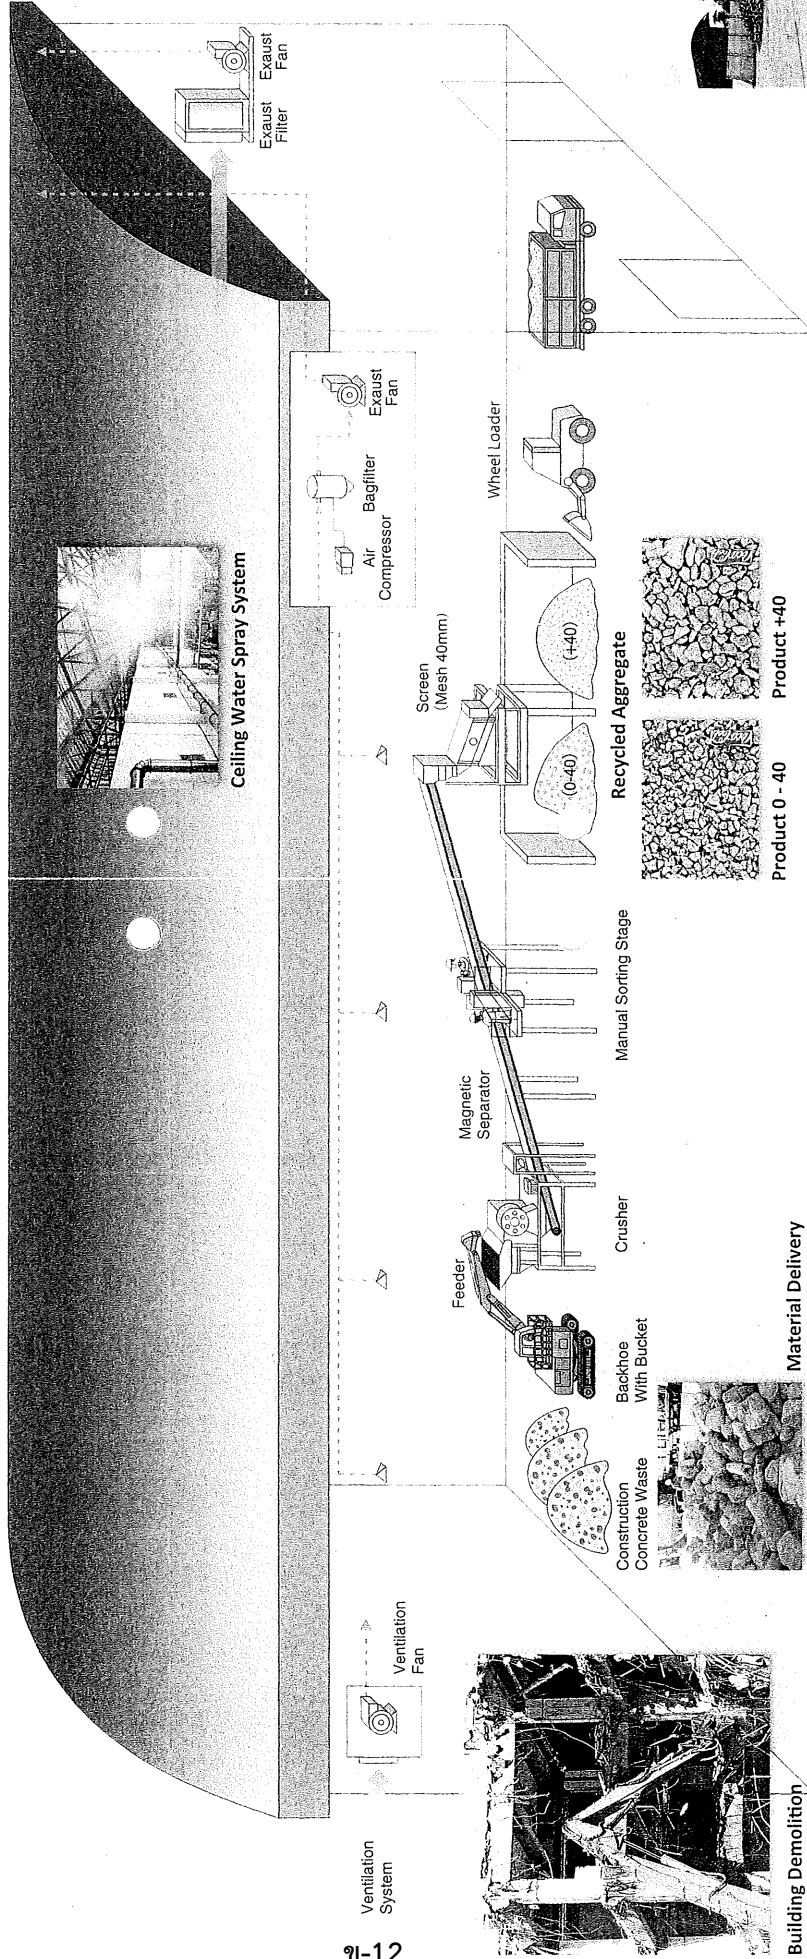 Exaust
Fan
Exaust
Filter
Ceiling Water Spray System
Exaust
Fan
Bagfilter
Air
Compressor
Ventilation
Fan
Ventilation
System
Wheel Loader
Screen
(Mesh 40mm)
(+40)
(0-40)
Recycled Aggregate
Product +40
Product 0 - 40
Magnetic
Separator
Manual Sorting Stage
Feeder
Crusher
Backhoe
With Bucket
Construction
Concrete Waste
Material Delivery
Building Demolition
ข-12